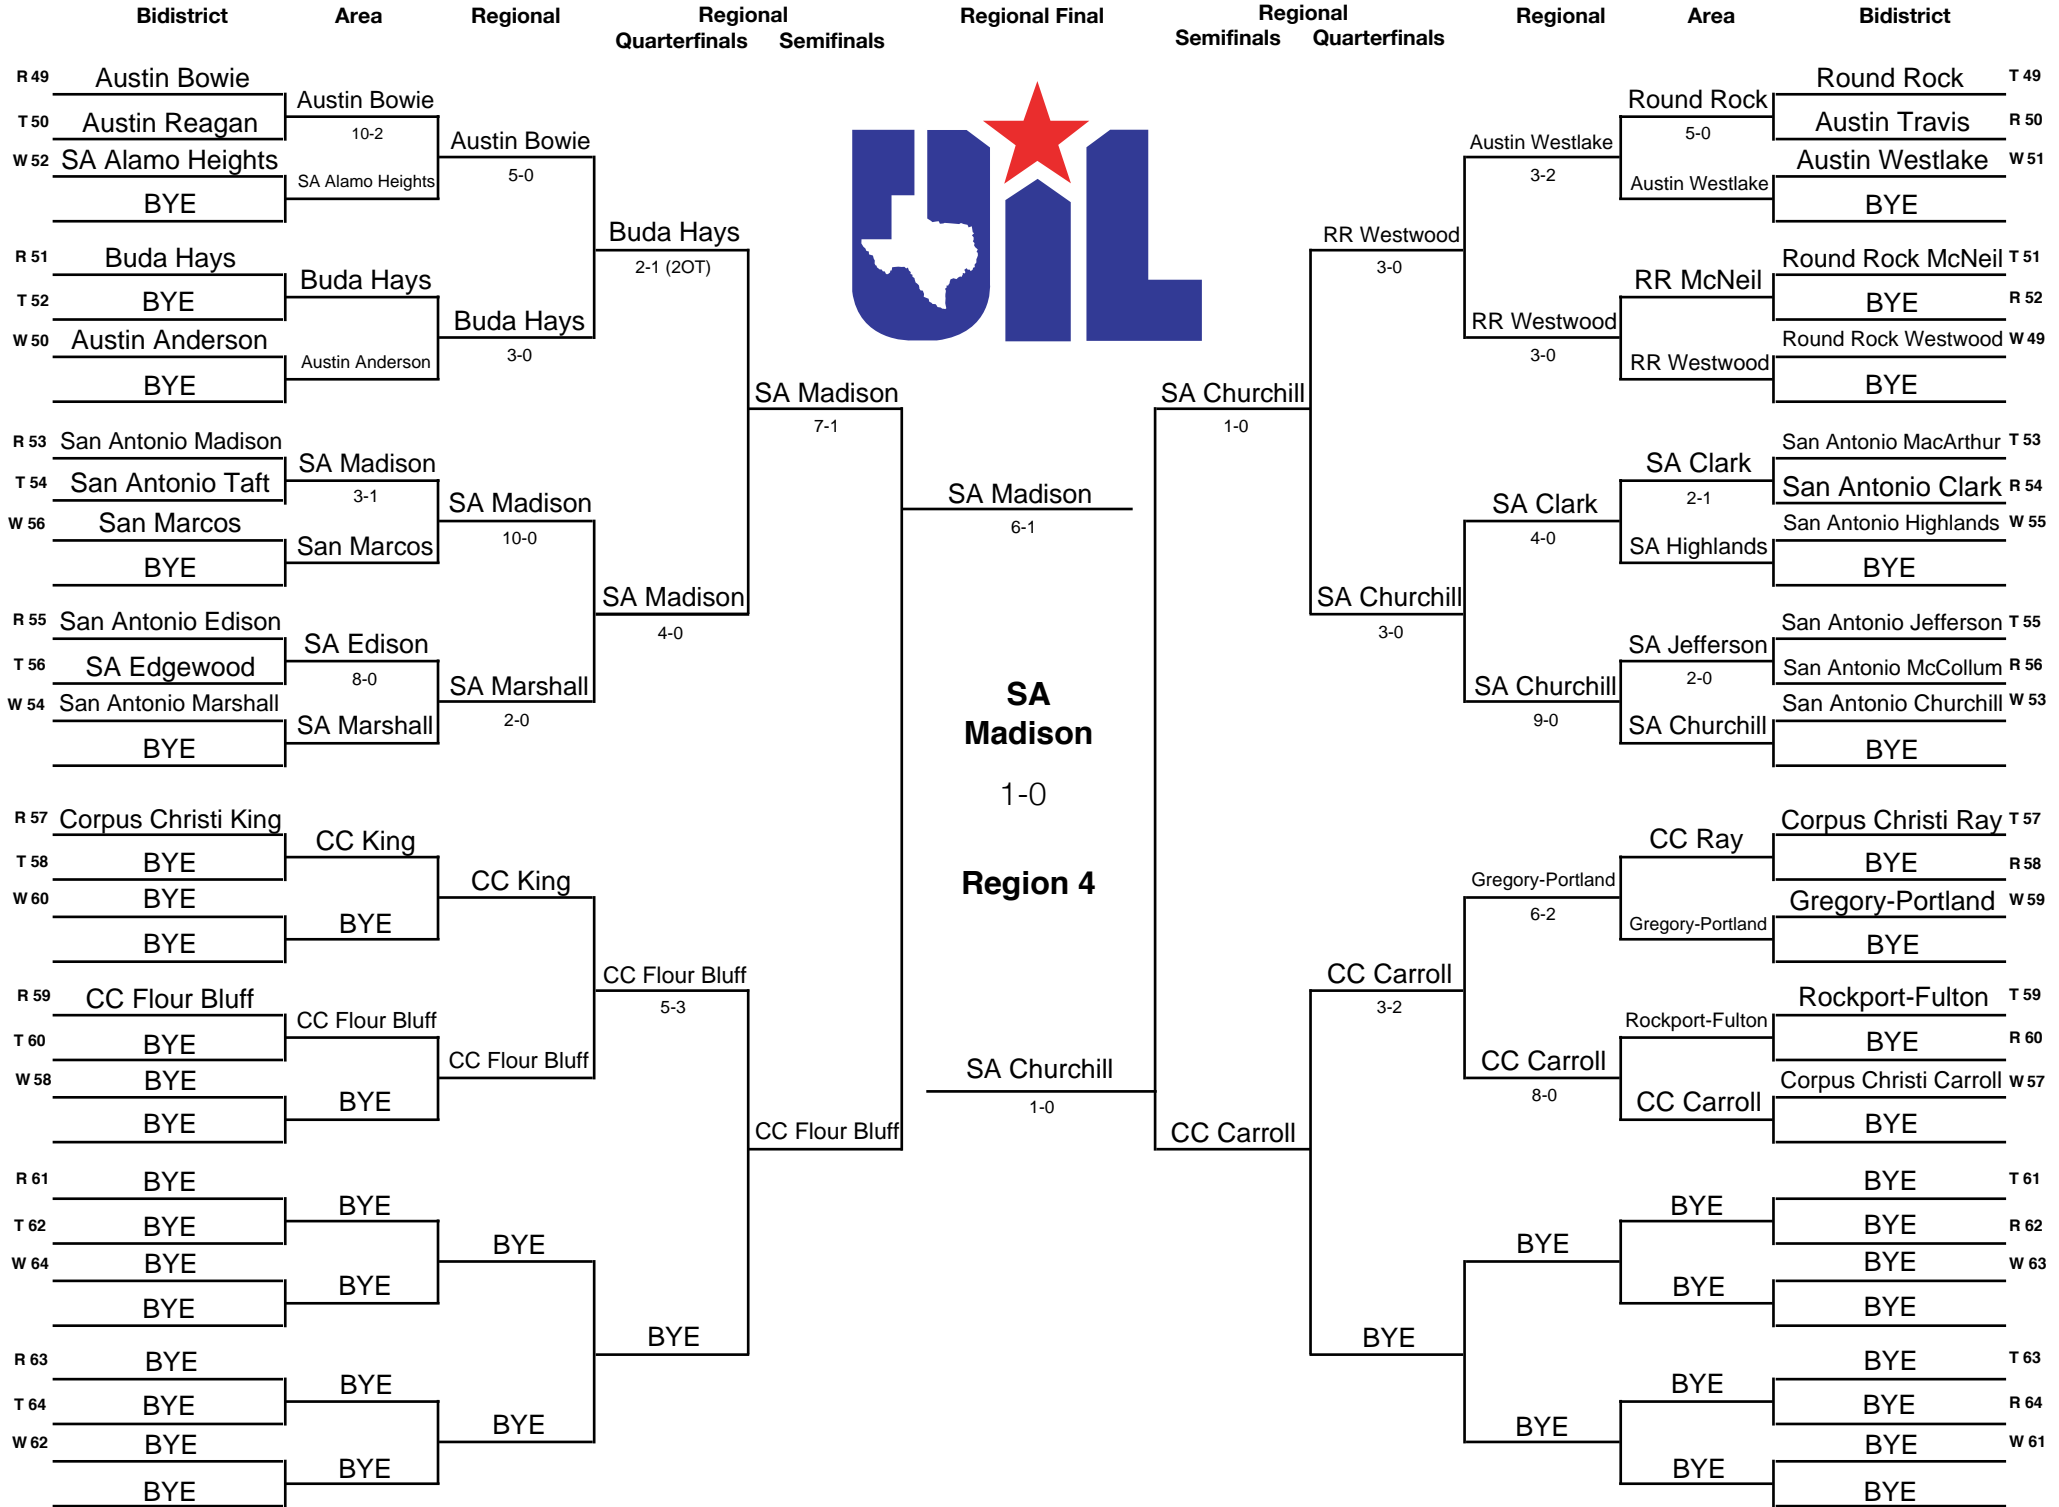 Bidistrict Area Regional Regional Regional Final Regional Regional Area Bidistrict
Quarterfinals Semifinals Semifinals Quarterfinals
R 49 Austin Bowie
Austin Bowie
T 50 Austin Reagan
10-2
Austin Bowie
5-0
W 52 SA Alamo Heights
SA Alamo Heights
BYE
Buda Hays
2-1 (2OT)
R 51 Buda Hays
Buda Hays
T 52 BYE
Buda Hays
3-0
W 50 Austin Anderson
Austin Anderson
BYE
SA Madison
7-1
R 53 San Antonio Madison
SA Madison
T 54 San Antonio Taft
3-1
SA Madison
10-0
W 56 San Marcos
San Marcos
BYE
SA Madison
4-0
R 55 San Antonio Edison
SA Edison
T 56 SA Edgewood
8-0
SA Marshall
2-0
W 54 San Antonio Marshall
SA Marshall
BYE
R 57 Corpus Christi King
CC King
T 58 BYE
CC King
W 60 BYE
BYE
BYE
CC Flour Bluff
5-3
R 59 CC Flour Bluff
CC Flour Bluff
T 60 BYE
CC Flour Bluff
W 58 BYE
BYE
BYE
CC Flour Bluff
R 61 BYE
BYE
T 62 BYE
BYE
W 64 BYE
BYE
BYE
BYE
R 63 BYE
BYE
T 64 BYE
BYE
W 62 BYE
BYE
BYE
UiL
SA Madison
6-1
SA
Madison
1-0
Region 4
SA Churchill
1-0
Round Rock T 49
Round Rock
5-0
Austin Travis R 50
Austin Westlake
3-2
Austin Westlake W 51
Austin Westlake
BYE
RR Westwood
3-0
Round Rock McNeil T 51
RR McNeil
BYE R 52
RR Westwood
3-0
Round Rock Westwood W 49
RR Westwood
BYE
SA Churchill
1-0
San Antonio MacArthur T 53
SA Clark
2-1
San Antonio Clark R 54
SA Clark
4-0
San Antonio Highlands W 55
SA Highlands
BYE
SA Churchill
3-0
San Antonio Jefferson T 55
SA Jefferson
2-0
San Antonio McCollum R 56
SA Churchill
9-0
San Antonio Churchill W 53
SA Churchill
BYE
Corpus Christi Ray T 57
CC Ray
BYE R 58
Gregory-Portland
6-2
Gregory-Portland W 59
Gregory-Portland
BYE
CC Carroll
3-2
Rockport-Fulton T 59
Rockport-Fulton
BYE R 60
CC Carroll
8-0
Corpus Christi Carroll W 57
CC Carroll
BYE
CC Carroll
BYE T 61
BYE
BYE R 62
BYE
BYE W 63
BYE
BYE
BYE
BYE T 63
BYE
BYE R 64
BYE
BYE W 61
BYE
BYE